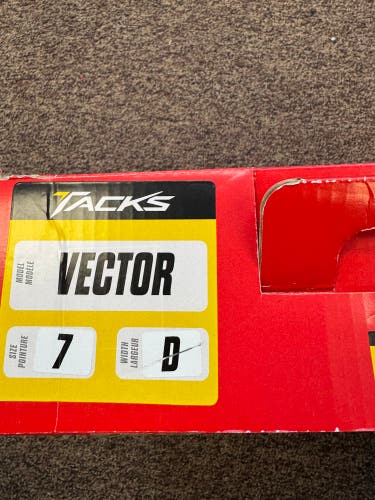 TACKS
MODEL
MODÈLE
VECTOR
SIZE
POINTURE
7
WIDTH
LARGEUR
D